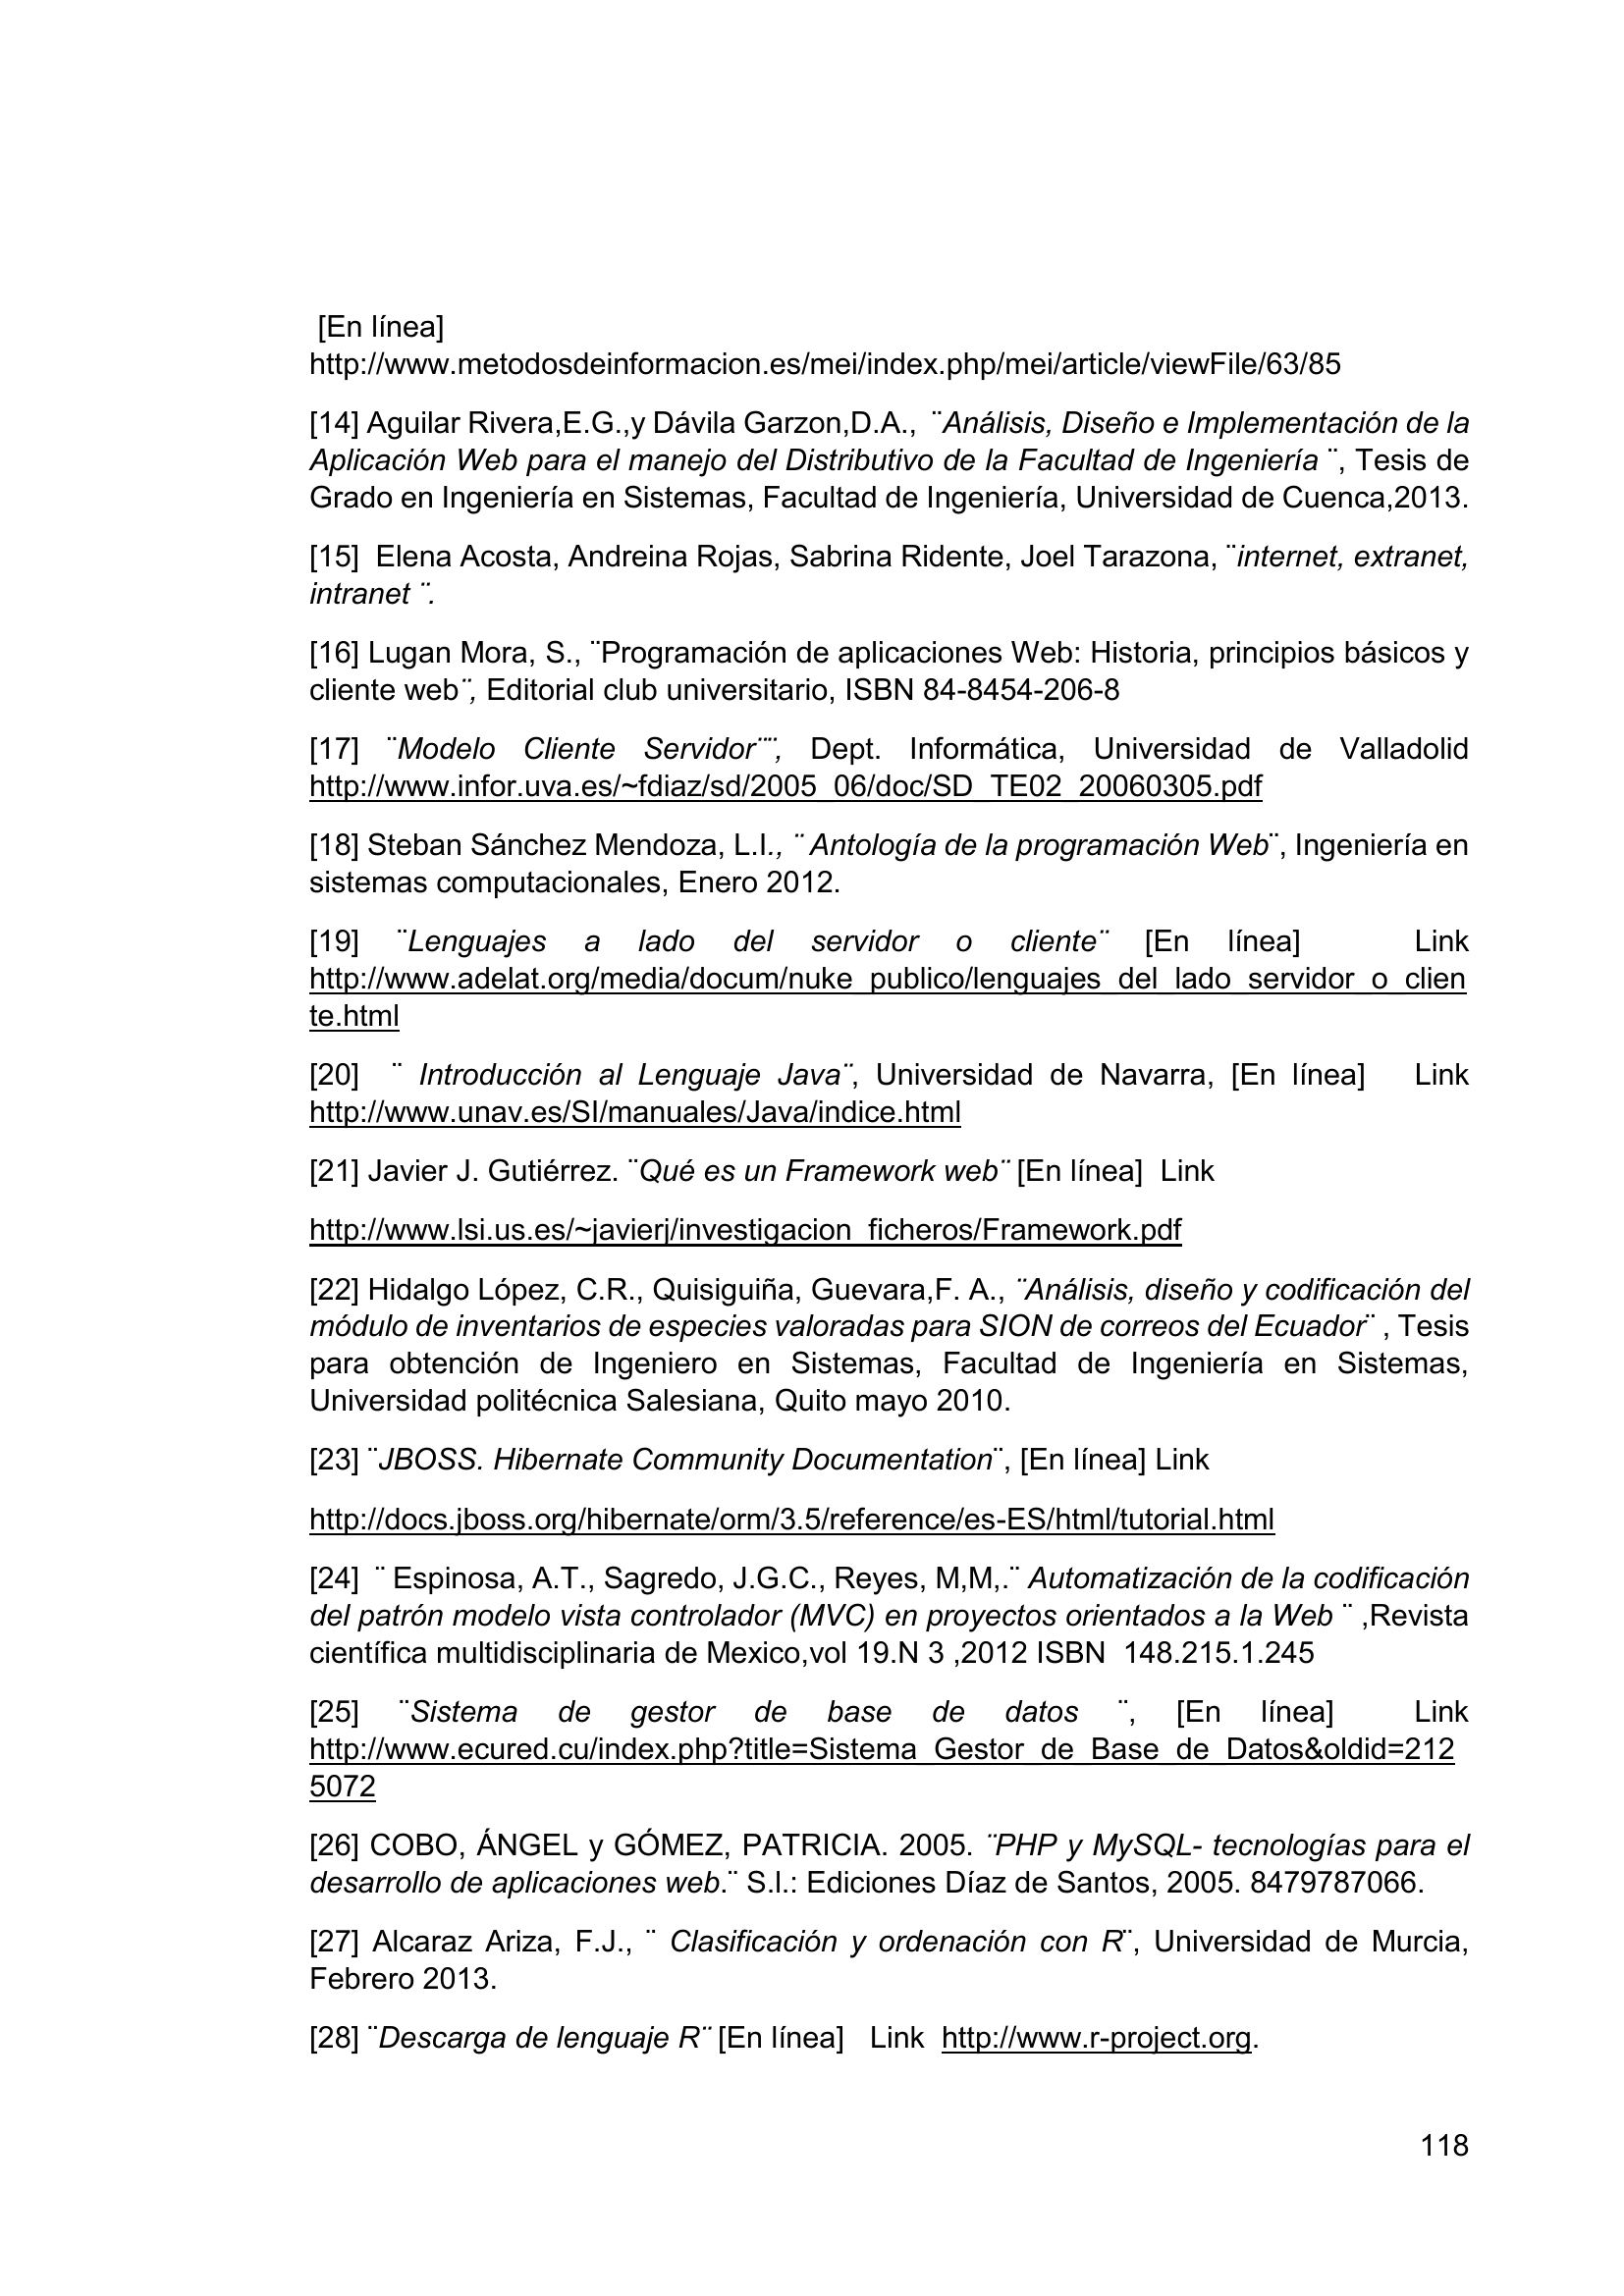 [En línea]
http://www.metodosdeinformacion.es/mei/index.php/mei/article/viewFile/63/85
[14] Aguilar Rivera,E.G.,y Dávila Garzon,D.A., ¨Análisis, Diseño e Implementación de la
Aplicación Web para el manejo del Distributivo de la Facultad de Ingeniería ¨, Tesis de
Grado en Ingeniería en Sistemas, Facultad de Ingeniería, Universidad de Cuenca,2013.
[15] Elena Acosta, Andreina Rojas, Sabrina Ridente, Joel Tarazona, ¨internet, extranet,
intranet ¨.
[16] Lugan Mora, S., ¨Programación de aplicaciones Web: Historia, principios básicos y
cliente web¨, Editorial club universitario, ISBN 84-8454-206-8
[17] ¨Modelo Cliente Servidor¨¨, Dept. Informática, Universidad de Valladolid
http://www.infor.uva.es/~fdiaz/sd/2005_06/doc/SD_TE02_20060305.pdf
[18] Steban Sánchez Mendoza, L.I., ¨ Antología de la programación Web¨, Ingeniería en
sistemas computacionales, Enero 2012.
[19] ¨Lenguajes a lado del servidor o cliente¨ [En línea] Link
http://www.adelat.org/media/docum/nuke_publico/lenguajes_del_lado_servidor_o_clien
te.html
[20] ¨ Introducción al Lenguaje Java¨, Universidad de Navarra, [En línea] Link
http://www.unav.es/SI/manuales/Java/indice.html
[21] Javier J. Gutiérrez. ¨Qué es un Framework web¨ [En línea] Link
http://www.lsi.us.es/~javierj/investigacion_ficheros/Framework.pdf
[22] Hidalgo López, C.R., Quisiguiña, Guevara,F. A., ¨Análisis, diseño y codificación del
módulo de inventarios de especies valoradas para SION de correos del Ecuador¨ , Tesis
para obtención de Ingeniero en Sistemas, Facultad de Ingeniería en Sistemas,
Universidad politécnica Salesiana, Quito mayo 2010.
[23] ¨JBOSS. Hibernate Community Documentation¨, [En línea] Link
http://docs.jboss.org/hibernate/orm/3.5/reference/es-ES/html/tutorial.html
[24] ¨ Espinosa, A.T., Sagredo, J.G.C., Reyes, M,M,.¨ Automatización de la codificación
del patrón modelo vista controlador (MVC) en proyectos orientados a la Web ¨ ,Revista
científica multidisciplinaria de Mexico,vol 19.N 3 ,2012 ISBN 148.215.1.245
[25] ¨Sistema de gestor de base de datos ¨, [En línea] Link
http://www.ecured.cu/index.php?title=Sistema_Gestor_de_Base_de_Datos&oldid=212
5072
[26] COBO, ÁNGEL y GÓMEZ, PATRICIA. 2005. ¨PHP y MySQL- tecnologías para el
desarrollo de aplicaciones web.¨ S.l.: Ediciones Díaz de Santos, 2005. 8479787066.
[27] Alcaraz Ariza, F.J., ¨ Clasificación y ordenación con R¨, Universidad de Murcia,
Febrero 2013.
[28] ¨Descarga de lenguaje R¨ [En línea] Link http://www.r-project.org.
118